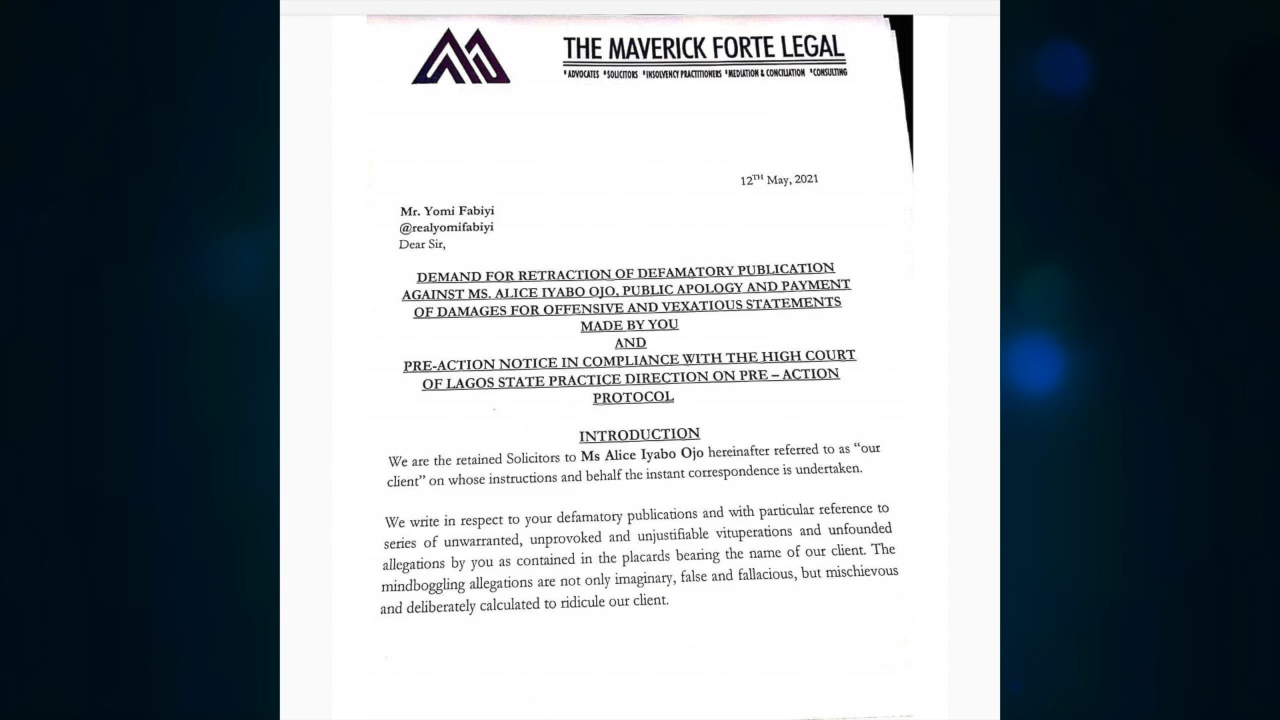 THE MAVERICK FORTE LEGAL
*ADVOCATES *SOLICITORS *INSOLVENCY PRACTITIONERS *MEDIATION & CONCILIATION *CONSULTING
12TH May, 2021
Mr. Yomi Fabiyi
@realyomifabiyi
Dear Sir,
DEMAND FOR RETRACTION OF DEFAMATORY PUBLICATION
AGAINST MS. ALICE IYABO OJO, PUBLIC APOLOGY AND PAYMENT
OF DAMAGES FOR OFFENSIVE AND VEXATIOUS STATEMENTS
MADE BY YOU
AND
PRE-ACTION NOTICE IN COMPLIANCE WITH THE HIGH COURT
OF LAGOS STATE PRACTICE DIRECTION ON PRE – ACTION
PROTOCOL
INTRODUCTION
We are the retained Solicitors to Ms Alice Iyabo Ojo hereinafter referred to as “our
client” on whose instructions and behalf the instant correspondence is undertaken.
We write in respect to your defamatory publications and with particular reference to
series of unwarranted, unprovoked and unjustifiable vituperations and unfounded
allegations by you as contained in the placards bearing the name of our client. The
mindboggling allegations are not only imaginary, false and fallacious, but mischievous
and deliberately calculated to ridicule our client.